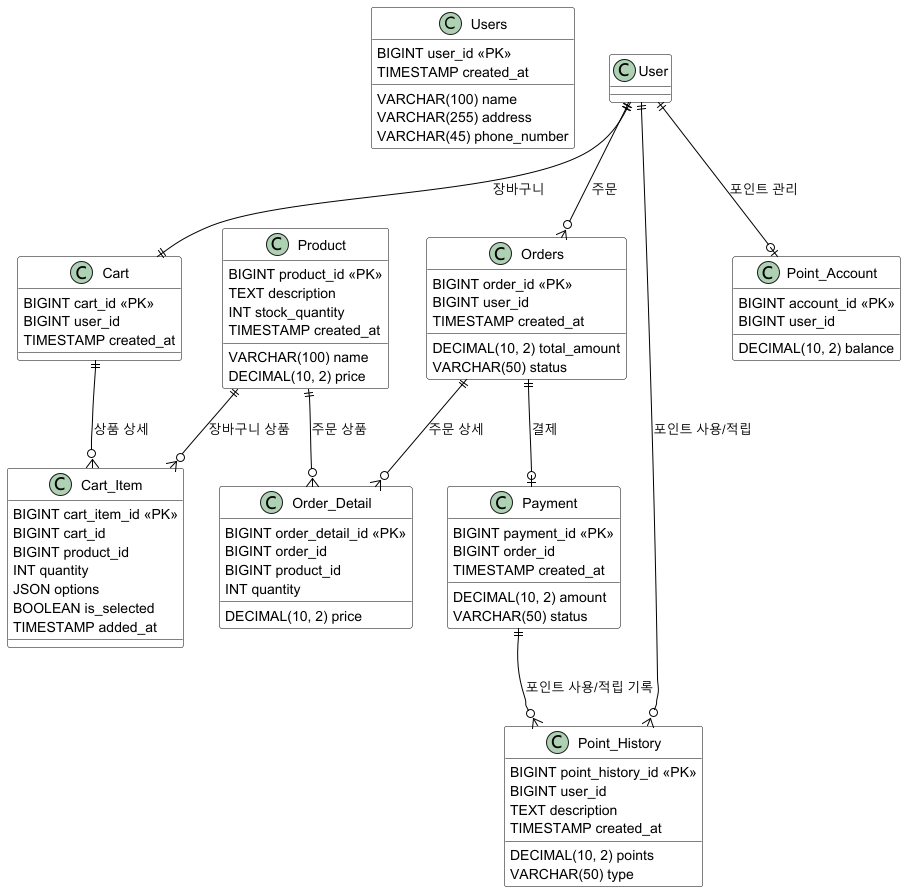 C Users
BIGINT user_id «PK»
TIMESTAMP created_at
VARCHAR(100) name
VARCHAR(255) address
VARCHAR(45) phone_number
C User
장바구니
주문
포인트 관리
C Cart
BIGINT cart_id «PK»
BIGINT user_id
TIMESTAMP created_at
C Product
BIGINT product_id «PK»
TEXT description
INT stock_quantity
TIMESTAMP created_at
VARCHAR(100) name
DECIMAL(10, 2) price
C Orders
BIGINT order_id «PK»
BIGINT user_id
TIMESTAMP created_at
DECIMAL(10, 2) total_amount
VARCHAR(50) status
C Point_Account
BIGINT account_id «PK»
BIGINT user_id
DECIMAL(10, 2) balance
상품 상세
장바구니 상품
주문 상품
주문 상세
결제
포인트 사용/적립
C Cart_Item
BIGINT cart_item_id «PK»
BIGINT cart_id
BIGINT product_id
INT quantity
JSON options
BOOLEAN is_selected
TIMESTAMP added_at
C Order_Detail
BIGINT order_detail_id «PK»
BIGINT order_id
BIGINT product_id
INT quantity
DECIMAL(10, 2) price
C Payment
BIGINT payment_id «PK»
BIGINT order_id
TIMESTAMP created_at
DECIMAL(10, 2) amount
VARCHAR(50) status
포인트 사용/적립 기록
C Point_History
BIGINT point_history_id «PK»
BIGINT user_id
TEXT description
TIMESTAMP created_at
DECIMAL(10, 2) points
VARCHAR(50) type